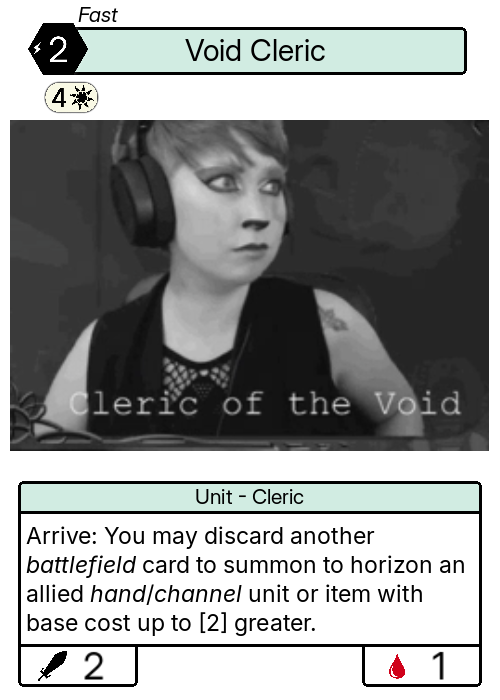 Fast
2 Void Cleric
4
Cleric of the Void
Unit - Cleric
Arrive: You may discard another
battlefield card to summon to horizon an
allied hand/channel unit or item with
base cost up to [2] greater.
2 1